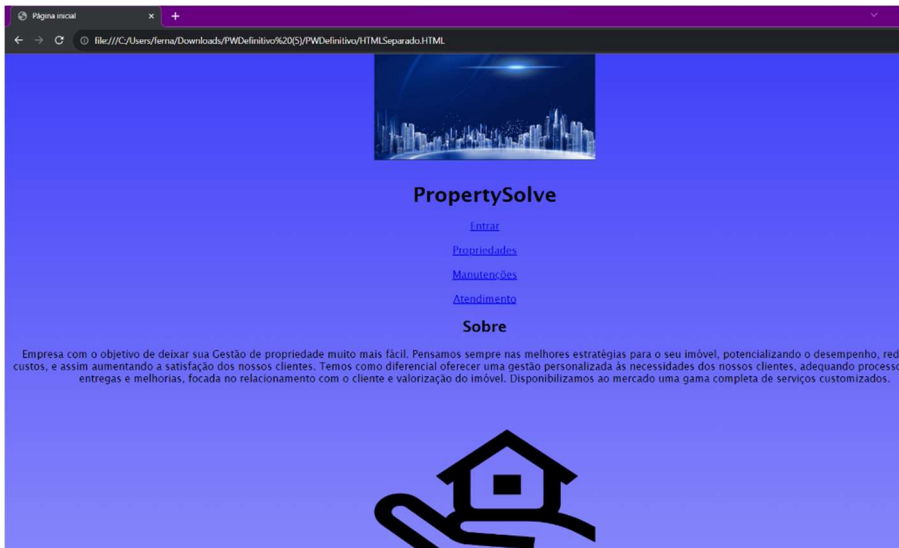 Página inicial
file:///C:/Users/ferna/Downloads/PWDefinitivo%20(5)/PWDefinitivo/HTMLSeparado.HTML
PropertySolve
Entrar
Propriedades
Manutenções
Atendimento
Sobre
Empresa com o objetivo de deixar sua Gestão de propriedade muito mais fácil. Pensamos sempre nas melhores estratégias para o seu imóvel, potencializando o desempenho, red
custos, e assim aumentando a satisfação dos nossos clientes. Temos como diferencial oferecer uma gestão personalizada às necessidades dos nossos clientes, adequando process
entregas e melhorias, focada no relacionamento com o cliente e valorização do imóvel. Disponibilizamos ao mercado uma gama completa de serviços customizados.